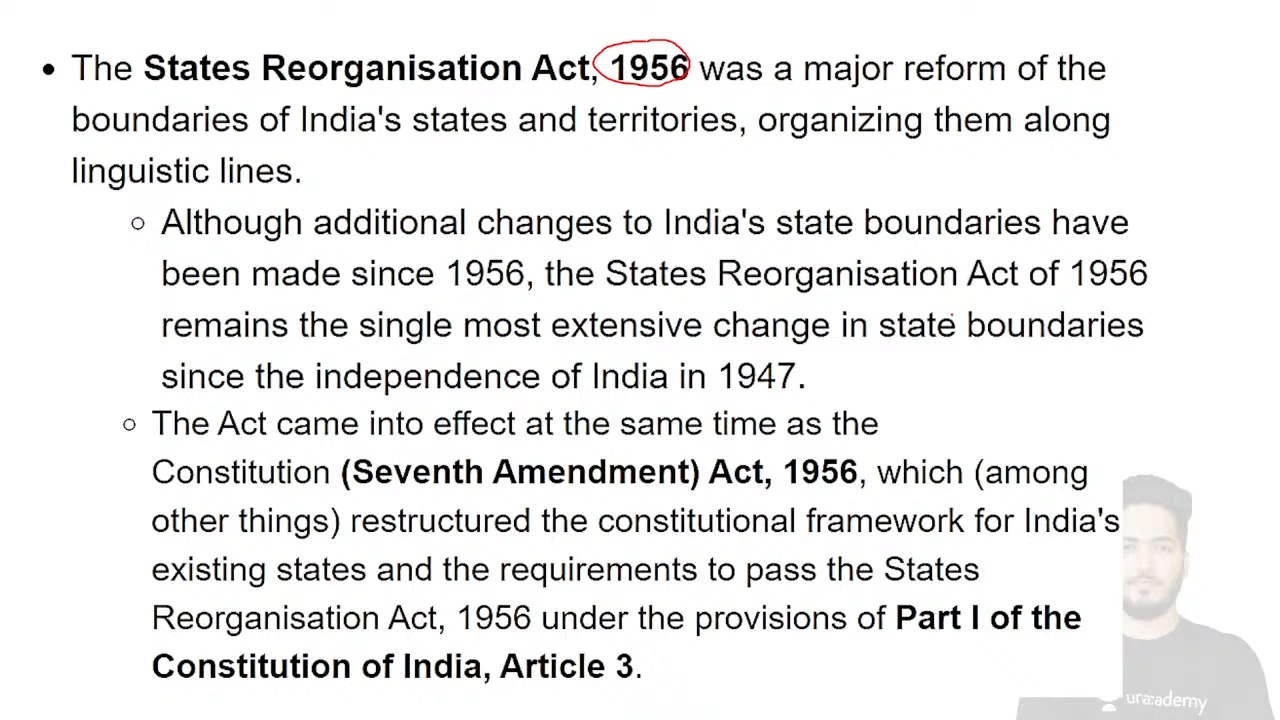 • The States Reorganisation Act, 1956 was a major reform of the
boundaries of India's states and territories, organizing them along
linguistic lines.
○ Although additional changes to India's state boundaries have
been made since 1956, the States Reorganisation Act of 1956
remains the single most extensive change in state boundaries
since the independence of India in 1947.
○ The Act came into effect at the same time as the
Constitution (Seventh Amendment) Act, 1956, which (among
other things) restructured the constitutional framework for India's
existing states and the requirements to pass the States
Reorganisation Act, 1956 under the provisions of Part I of the
Constitution of India, Article 3.
unacademy